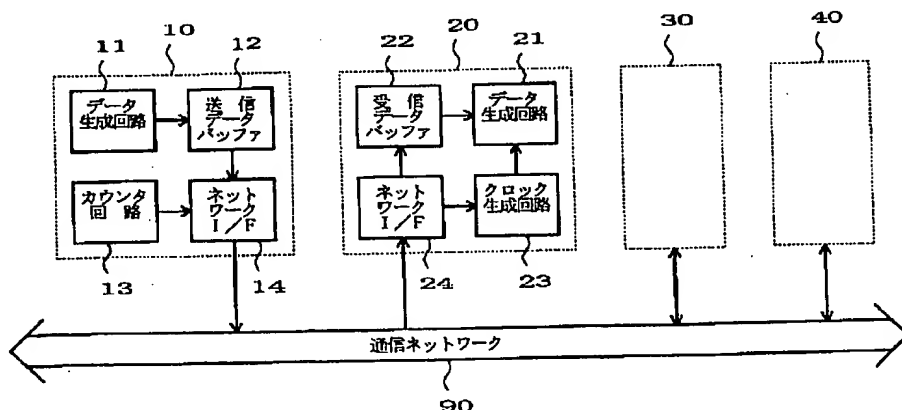 11
10
12
22
20
21
30
40
データ
生成回路
送 信
データ
バッファ
受 信
データ
バッファ
データ
生成回路
カウンタ
回 路
ネット
ワーク
I/F
ネット
ワーク
I/F
クロック
生成回路
13
14
24
23
通信ネットワーク
90